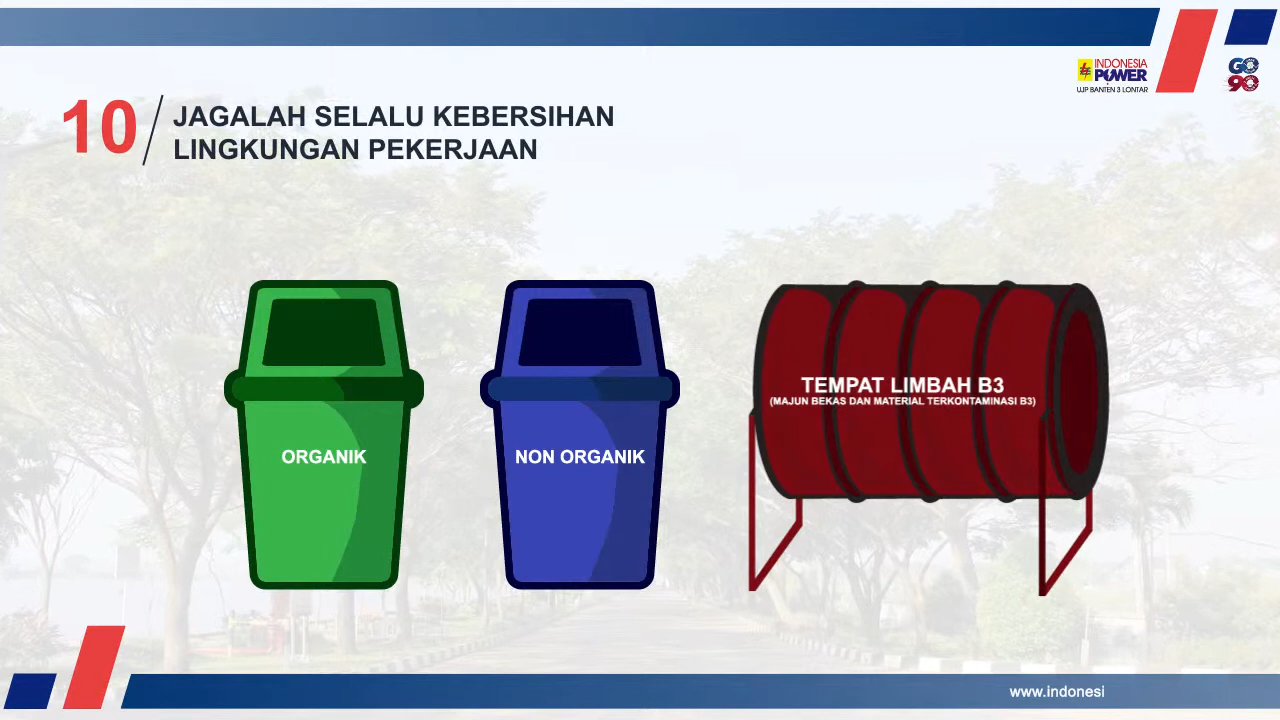 INDONESIA
POWER
UJP BANTEN 3 LONTAR
GO
90
10
JAGALAH SELALU KEBERSIHAN
LINGKUNGAN PEKERJAAN
ORGANIK
NON ORGANIK
TEMPAT LIMBAH B3
(MAJUN BEKAS DAN MATERIAL TERKONTAMINASI B3)
www.indonesi